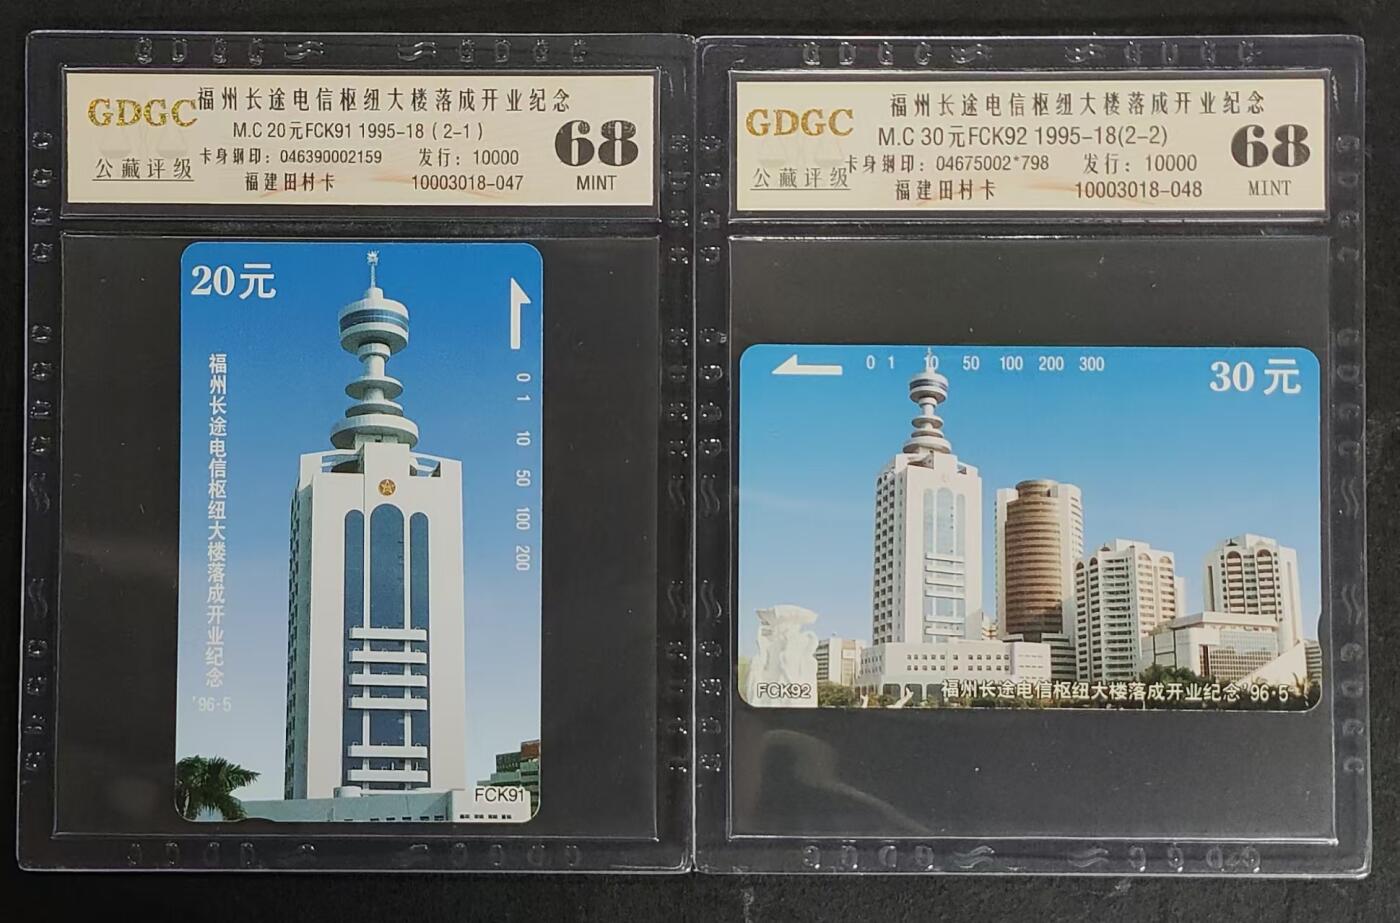 GDGC
公藏评级
福州长途电信枢纽大楼落成开业纪念
M.C 20元FCK91 1995-18(2-1)
卡身钢印:046390002159 发行:10000
福建田村卡 10003018-047
68
MINT
20元
0 1 10 50 100 200
福州长途电信枢纽大楼落成开业纪念
'96·5
FCK91
GDGC
公藏评级
福州长途电信枢纽大楼落成开业纪念
M.C 30元FCK92 1995-18(2-2)
卡身钢印:04675002*798 发行:10000
福建田村卡 10003018-048
68
MINT
0 1 10 50 100 200 300
30元
FCK92
福州长途电信枢纽大楼落成开业纪念'96·5